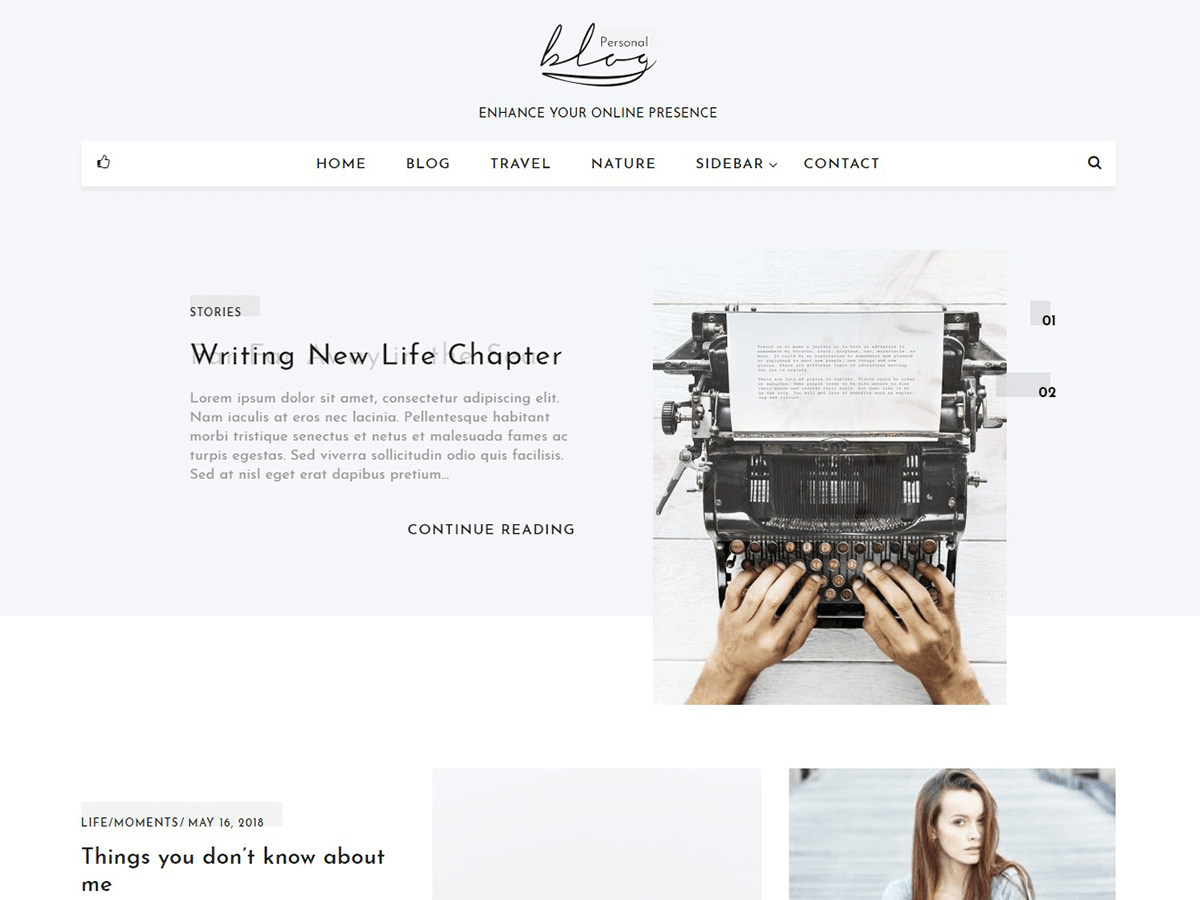 Personal
blog
ENHANCE YOUR ONLINE PRESENCE
HOME BLOG TRAVEL NATURE SIDEBAR CONTACT
STORIES
Writing New Life Chapter
Lorem ipsum dolor sit amet, consectetur adipiscing elit.
Nam iaculis at eros nec lacinia. Pellentesque habitant
morbi tristique senectus et netus et malesuada fames ac
turpis egestas. Sed viverra sollicitudin odio quis facilisis.
Sed at nisl eget erat dapibus pretium...
CONTINUE READING
01
02
LIFE/MOMENTS/ MAY 16, 2018
Things you don't know about
me